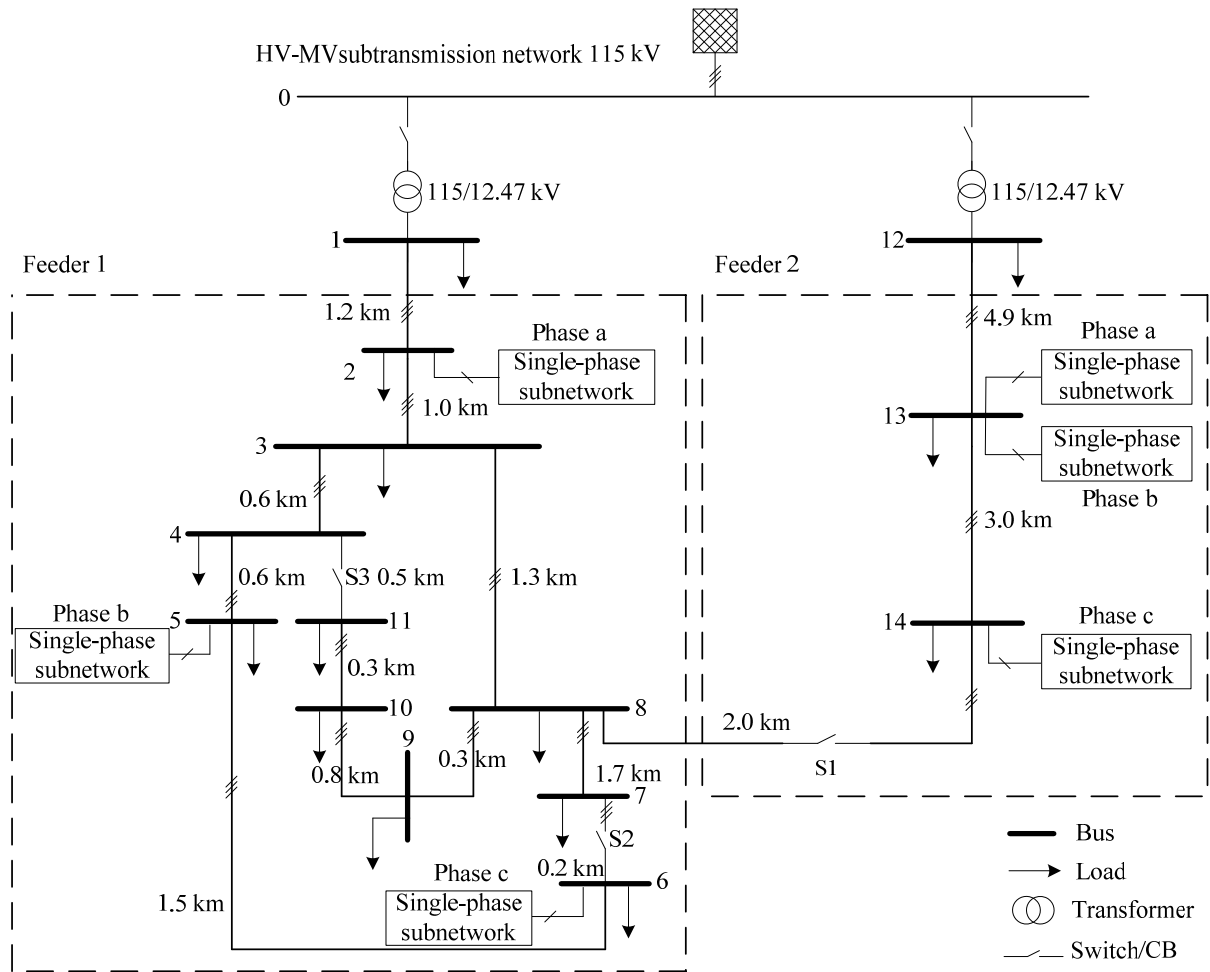 HV-MVsubtransmission network 115 kV
0
115/12.47 kV
115/12.47 kV
1
12
Feeder 1
Feeder 2
1.2 km
4.9 km
Phase a
Single-phase
subnetwork
2
Phase a
Single-phase
subnetwork
1.0 km
13
Single-phase
subnetwork
Phase b
3
0.6 km
3.0 km
4
0.6 km
S3 0.5 km
1.3 km
Phase b
Single-phase
subnetwork
5
11
14
Phase c
Single-phase
subnetwork
0.3 km
10
8
9
2.0 km
0.8 km
0.3 km
1.7 km
S1
7
S2
0.2 km
6
Phase c
Single-phase
subnetwork
1.5 km
Bus
Load
Transformer
Switch/CB